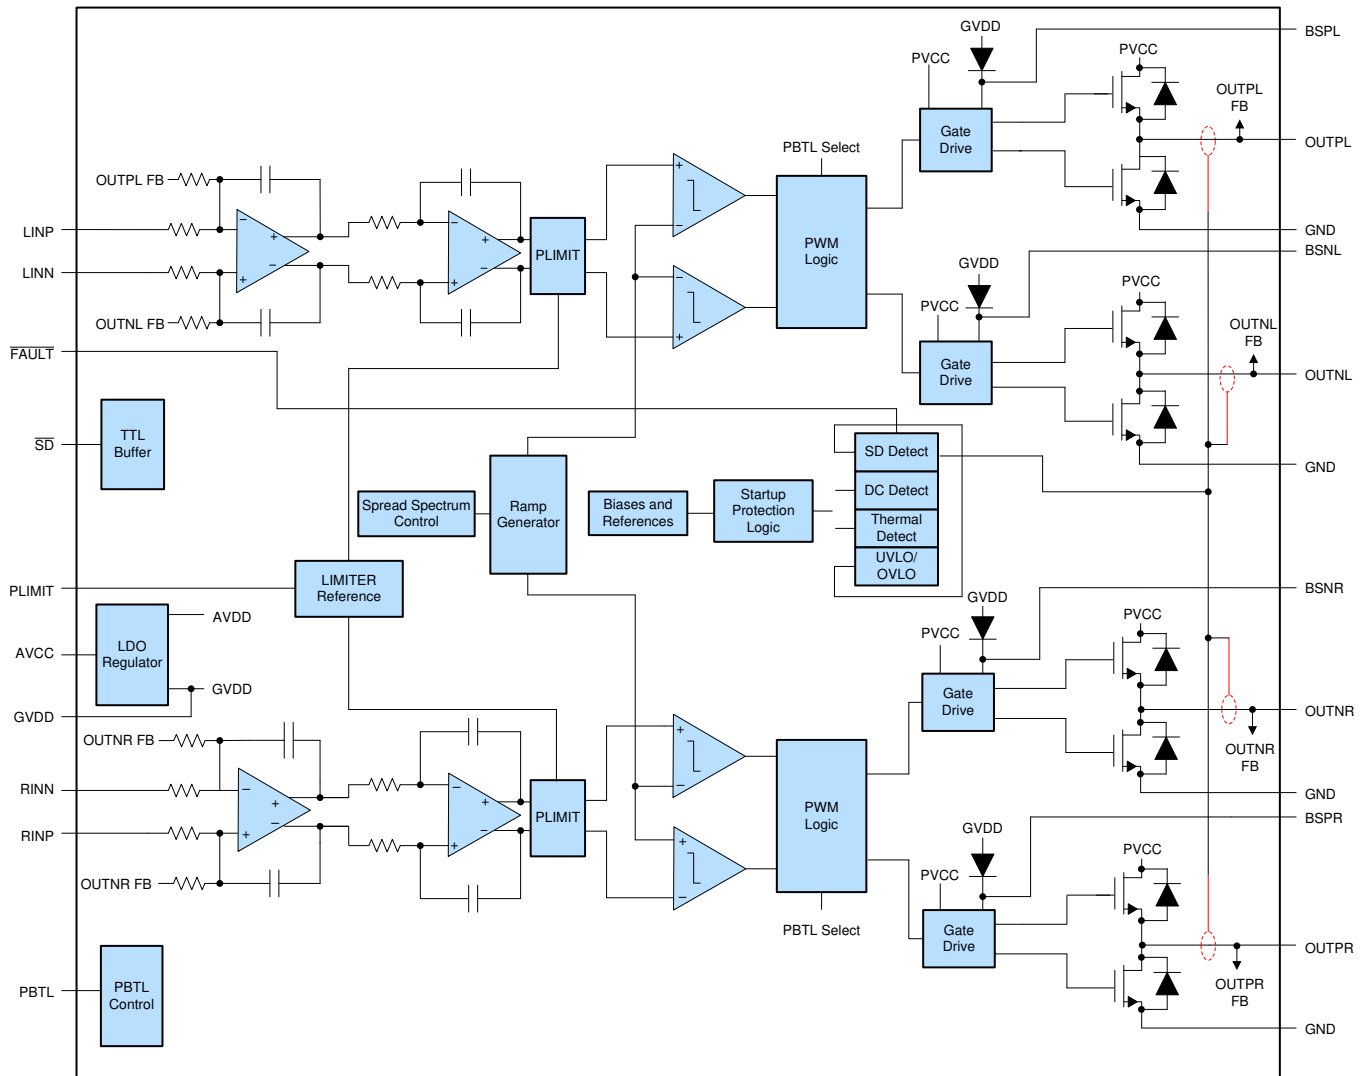 GVDD
BSPL
PVCC
PVCC
OUTPL
FB
Gate
Drive
OUTPL
PBTL Select
OUTPL FB
LINP
LINN
OUTNL FB
PLIMIT
PWM
Logic
GND
BSNL
GVDD
PVCC
PVCC
OUTNL
FB
Gate
Drive
OUTNL
GND
FAULT
SD
TTL
Buffer
SD Detect
DC Detect
Thermal
Detect
UVLO/
OVLO
Spread Spectrum
Control
Ramp
Generator
Biases and
References
Startup
Protection
Logic
PLIMIT
LIMITER
Reference
AVDD
LDO
Regulator
AVCC
GVDD
GVDD
BSNR
GVDD
PVCC
PVCC
Gate
Drive
OUTNR
OUTNR
FB
GND
OUTNR FB
RINN
RINP
OUTNR FB
PLIMIT
PWM
Logic
PBTL Select
BSPR
GVDD
PVCC
PVCC
Gate
Drive
OUTPR
OUTPR
FB
GND
PBTL
PBTL
Control